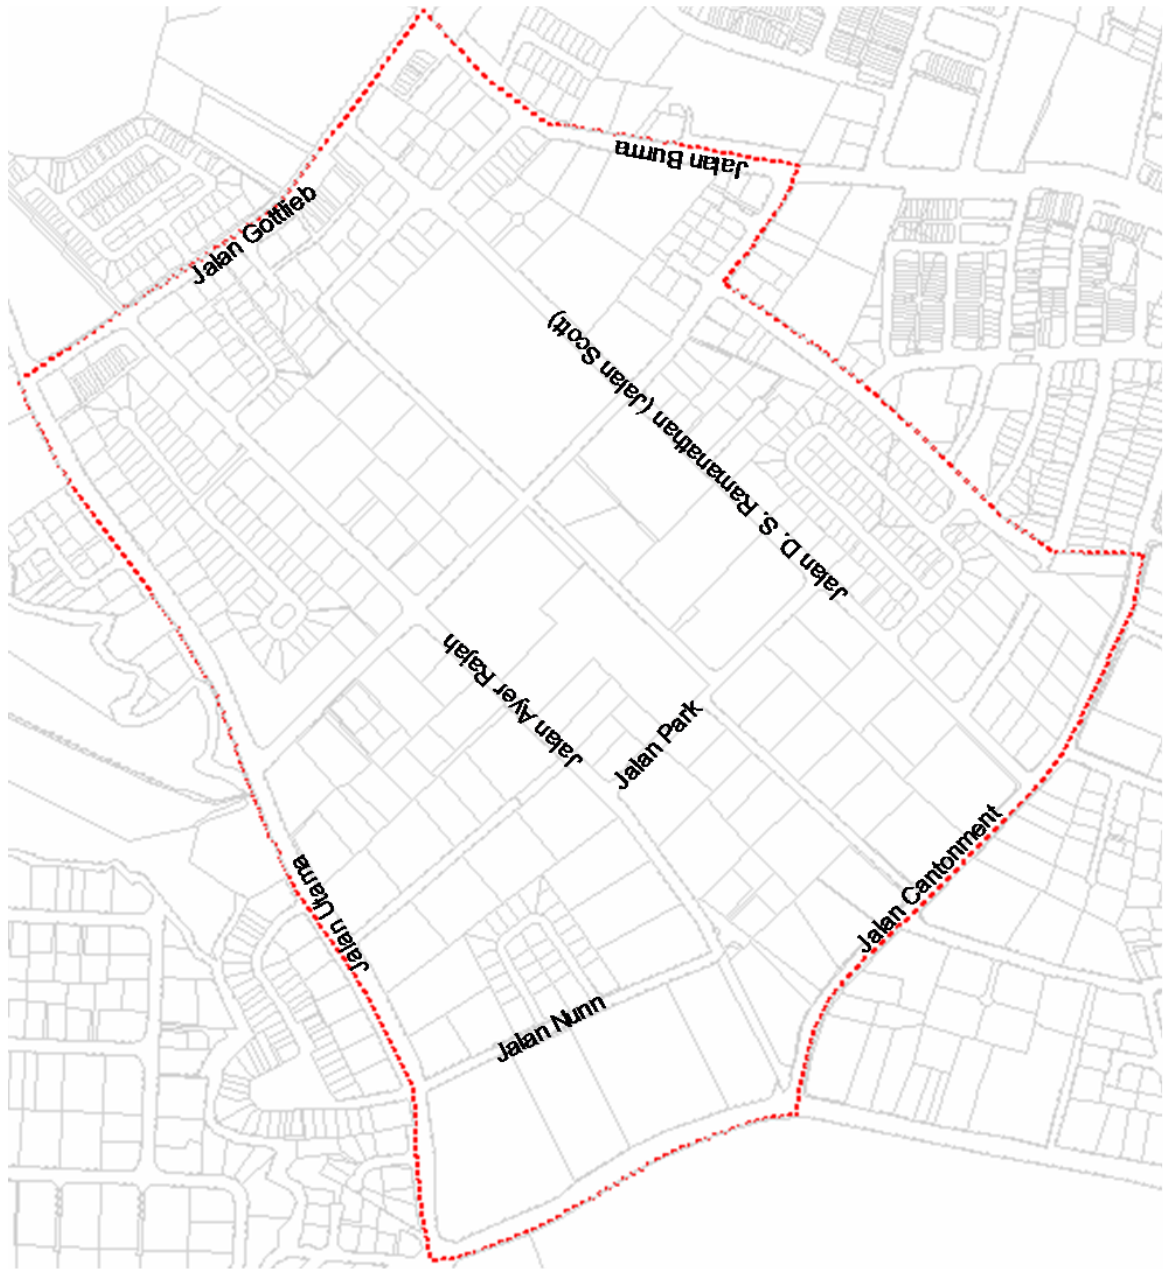 Jalan Burma
Jalan Gottlieb
Jalan D. S. Ramanathan (Jalan Scott)
Jalan Ayer Rajah
Jalan Park
Jalan Utama
Jalan Cantonment
Jalan Nunn